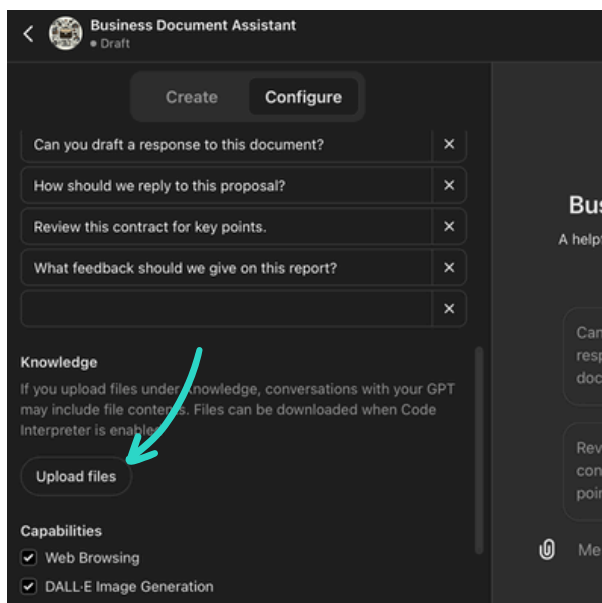 Business Document Assistant
Draft
Create
Configure
Can you draft a response to this document?
How should we reply to this proposal?
Review this contract for key points.
What feedback should we give on this report?
Knowledge
If you upload files under Knowledge, conversations with your GPT
may include file contents. Files can be downloaded when Code
Interpreter is enabled
Upload files
Capabilities
Web Browsing
DALL·E Image Generation
Bus
A help
Can
resp
doc
Rev
con
poin
Me